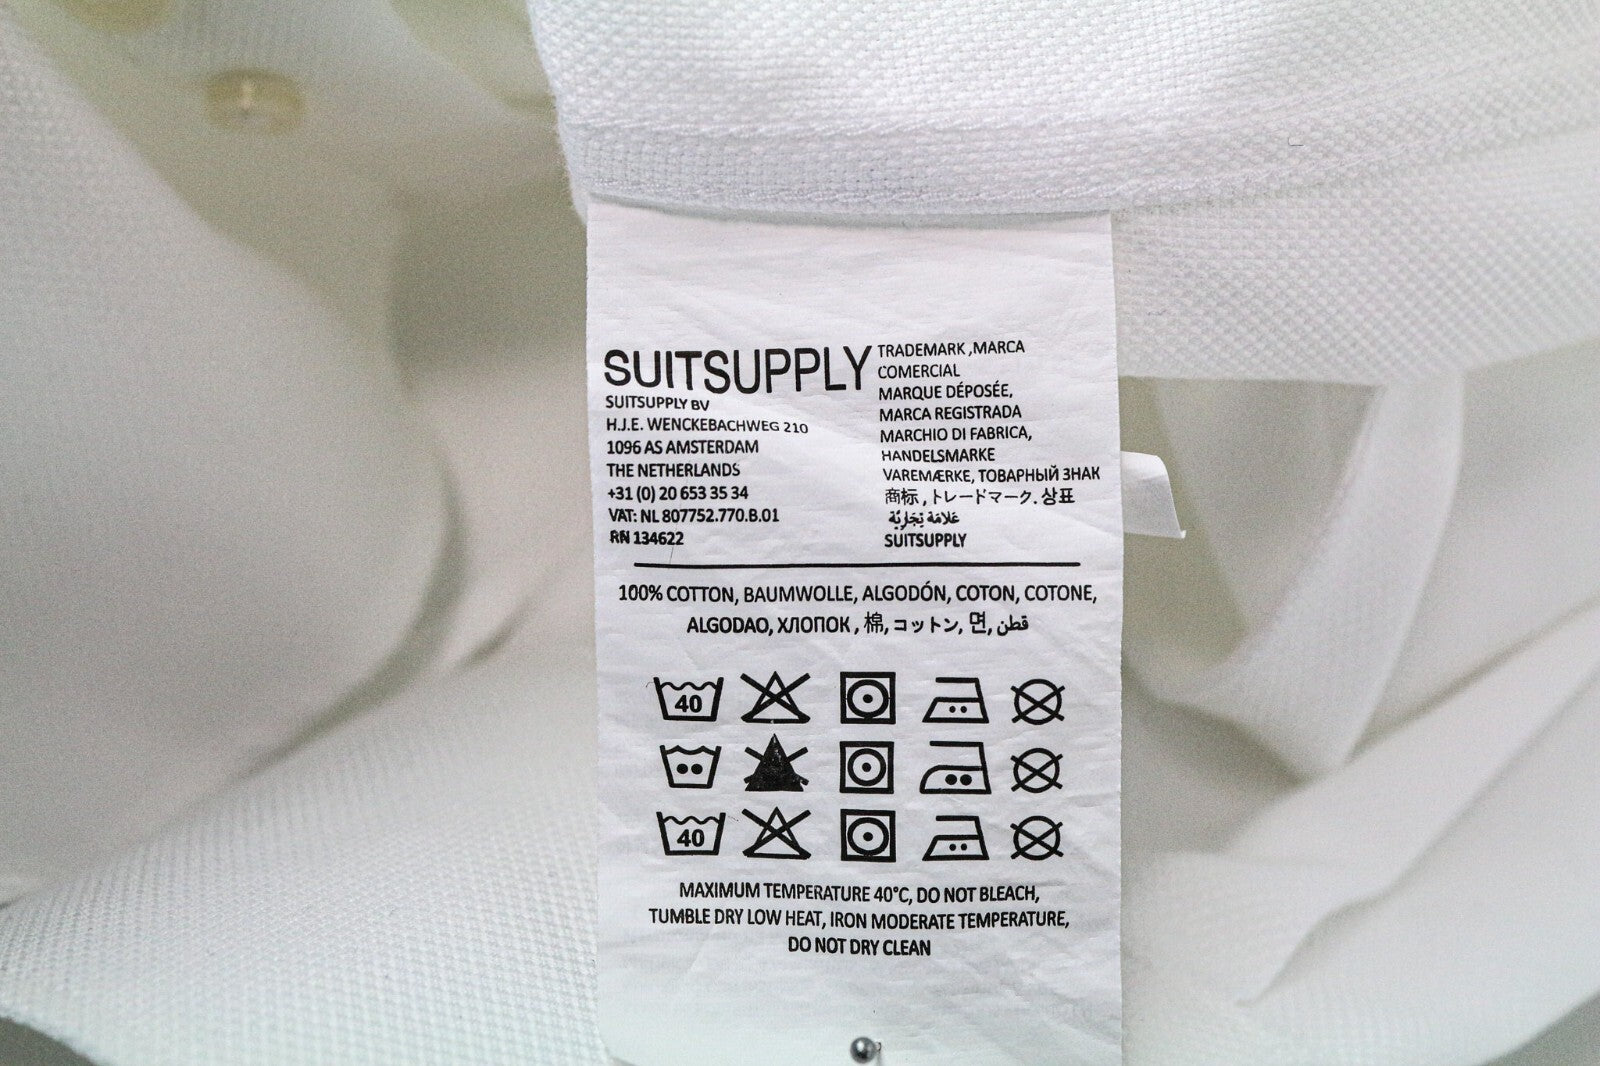 SUITSUPPLY
SUITSUPPLY BV
H.J.E. WENCKEBACHWEG 210
1096 AS AMSTERDAM
THE NETHERLANDS
+31 (0) 20 653 35 34
VAT: NL 807752.770.B.01
RN 134622
TRADEMARK ,MARCA
COMERCIAL
MARQUE DÉPOSÉE,
MARCA REGISTRADA
MARCHIO DI FABRICA,
HANDELSMARKE
VAREMÆRKE, ТОВАРНЫЙ ЗНАК
商标 , トレードマーク. 상표
عَلامَة تِجَارِيَّة
SUITSUPPLY
100% COTTON, BAUMWOLLE, ALGODÓN, COTON, COTONE,
ALGODAO, ХЛОПОК , 棉, コットン, 면, قطن
40
40
MAXIMUM TEMPERATURE 40°C, DO NOT BLEACH,
TUMBLE DRY LOW HEAT, IRON MODERATE TEMPERATURE,
DO NOT DRY CLEAN